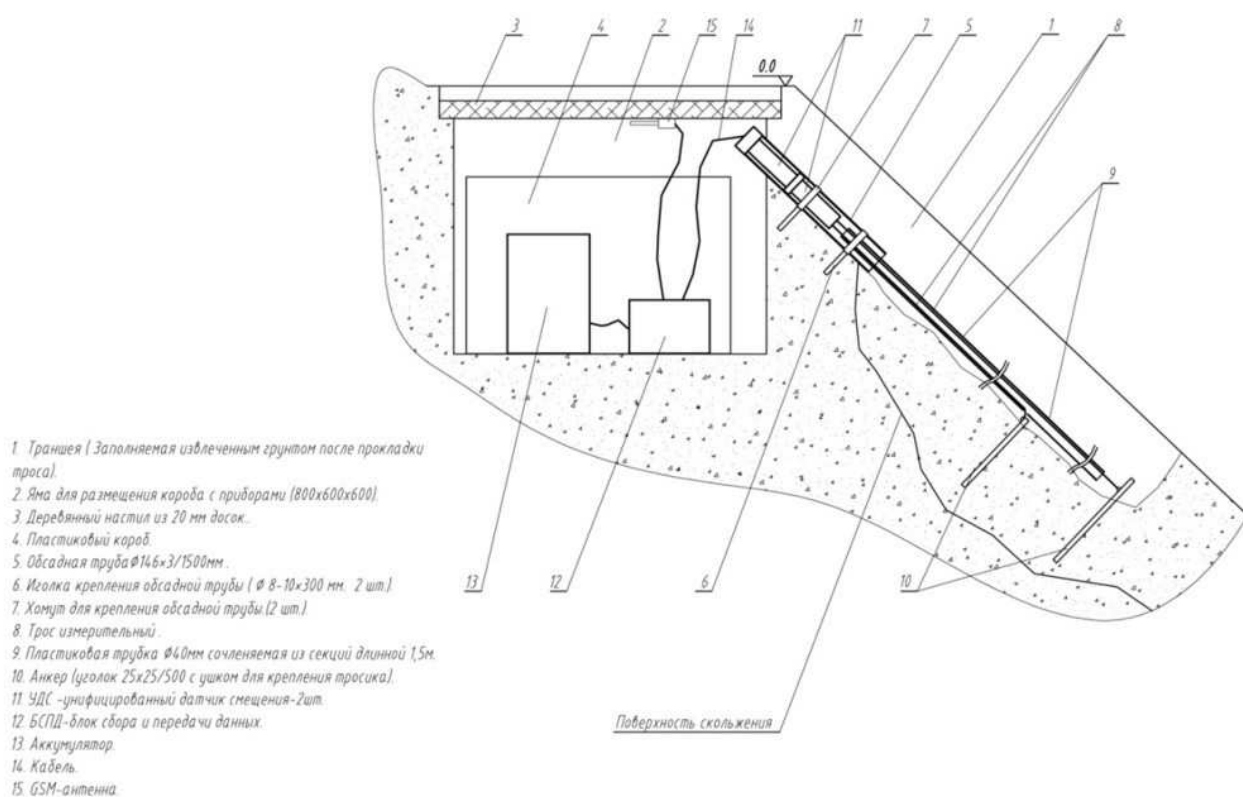 3 4 2 15 14 11 7 5 1 8
0.0
9
1 Траншея ( Заполняемая извлеченным грунтом после прокладки
троса).
2. Яма для размещения короба с приборами (800х600х600).
3. Деревянный настил из 20 мм досок..
4. Пластиковый короб.
5. Обсадная трубаФ146×3/1500мм .
6. Иголка крепления обсадной трубы ( Ф 8-10×300 мм. 2 шт.).
7. Хомут для крепления обсадной трубы.(2 шт.)
8. Трос измерительный .
9. Пластиковая трубка Ф40мм сочленяемая из секций длинной 1,5м.
10. Анкер (уголок 25х25/500 с ушком для крепления тросика).
11. УДС -унифицированный датчик смещения-2шт.
12. БСПД-блок сбора и передачи данных.
13. Аккумулятор.
14. Кабель.
15. GSM-антенна.
13 12 6 10
Поверхность скольжения